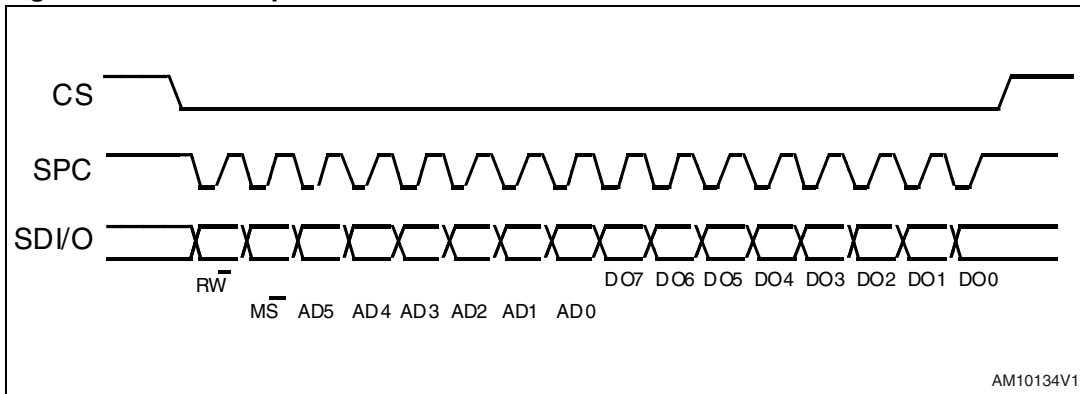 CS
SPC
SDI/O
RW DO7 DO6 DO5 DO4 DO3 DO2 DO1 DO0
MS AD5 AD4 AD3 AD2 AD1 AD0
AM10134V1